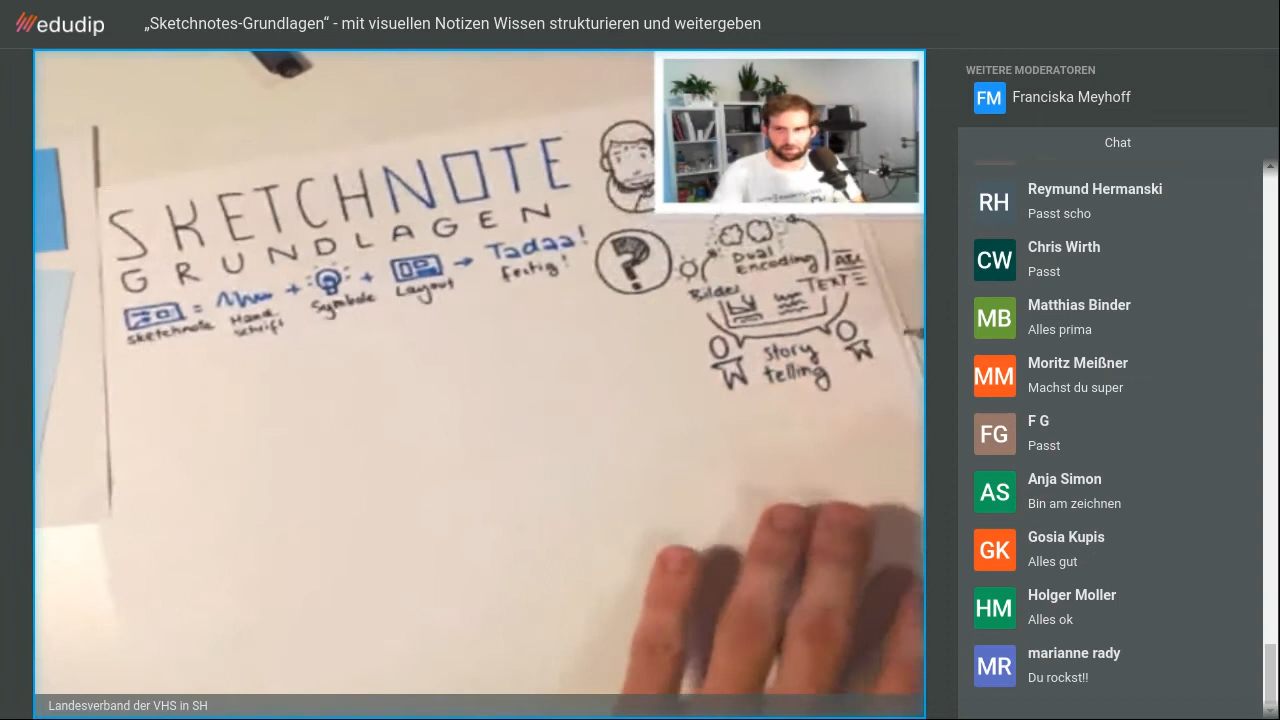 edudip
„Sketchnotes-Grundlagen“ - mit visuellen Notizen Wissen strukturieren und weitergeben
SKETCHNOTE
GRUNDLAGEN
Tadaa!
fertig!
sketchnote
=
Hand
schrift
+
Symbole
+
Layout
?
Dual
Encoding
Bilder
TEXT
story
telling
Landesverband der VHS in SH
WEITERE MODERATOREN
FM
Franciska Meyhoff
Chat
RH
Reymund Hermanski
Passt scho
CW
Chris Wirth
Passt
MB
Matthias Binder
Alles prima
MM
Moritz Meißner
Machst du super
FG
F G
Passt
AS
Anja Simon
Bin am zeichnen
GK
Gosia Kupis
Alles gut
HM
Holger Moller
Alles ok
MR
marianne rady
Du rockst!!